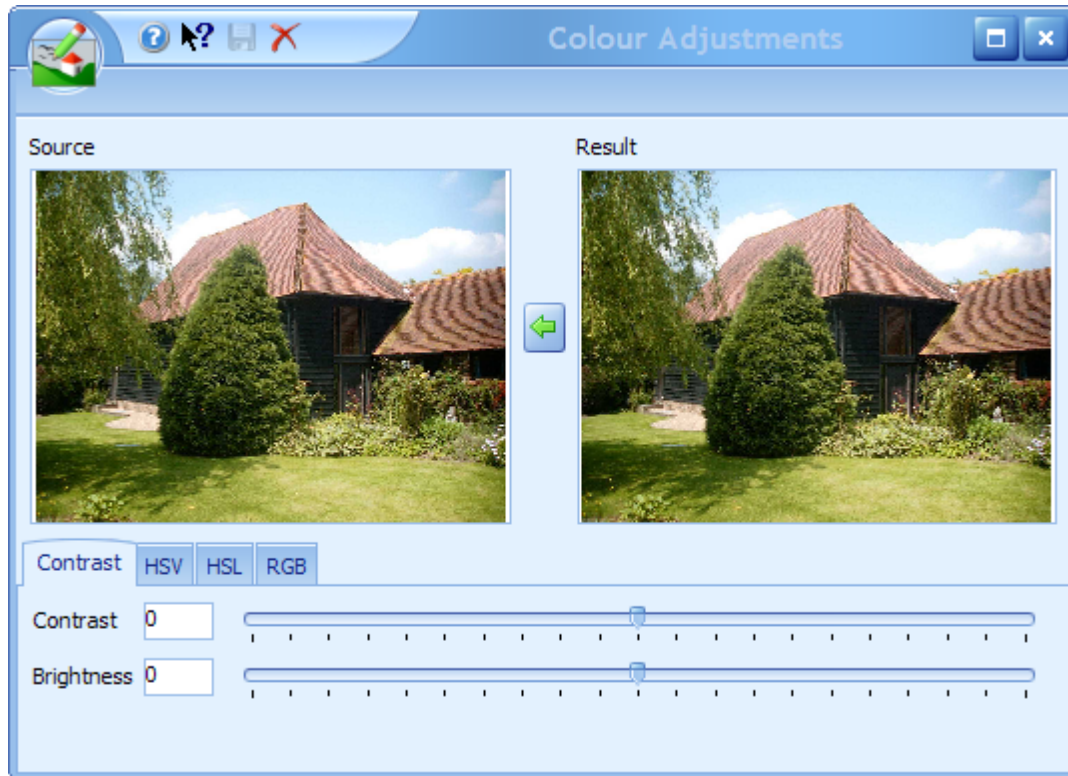 Colour Adjustments
Source
Result
Contrast HSV HSL RGB
Contrast 0
Brightness 0